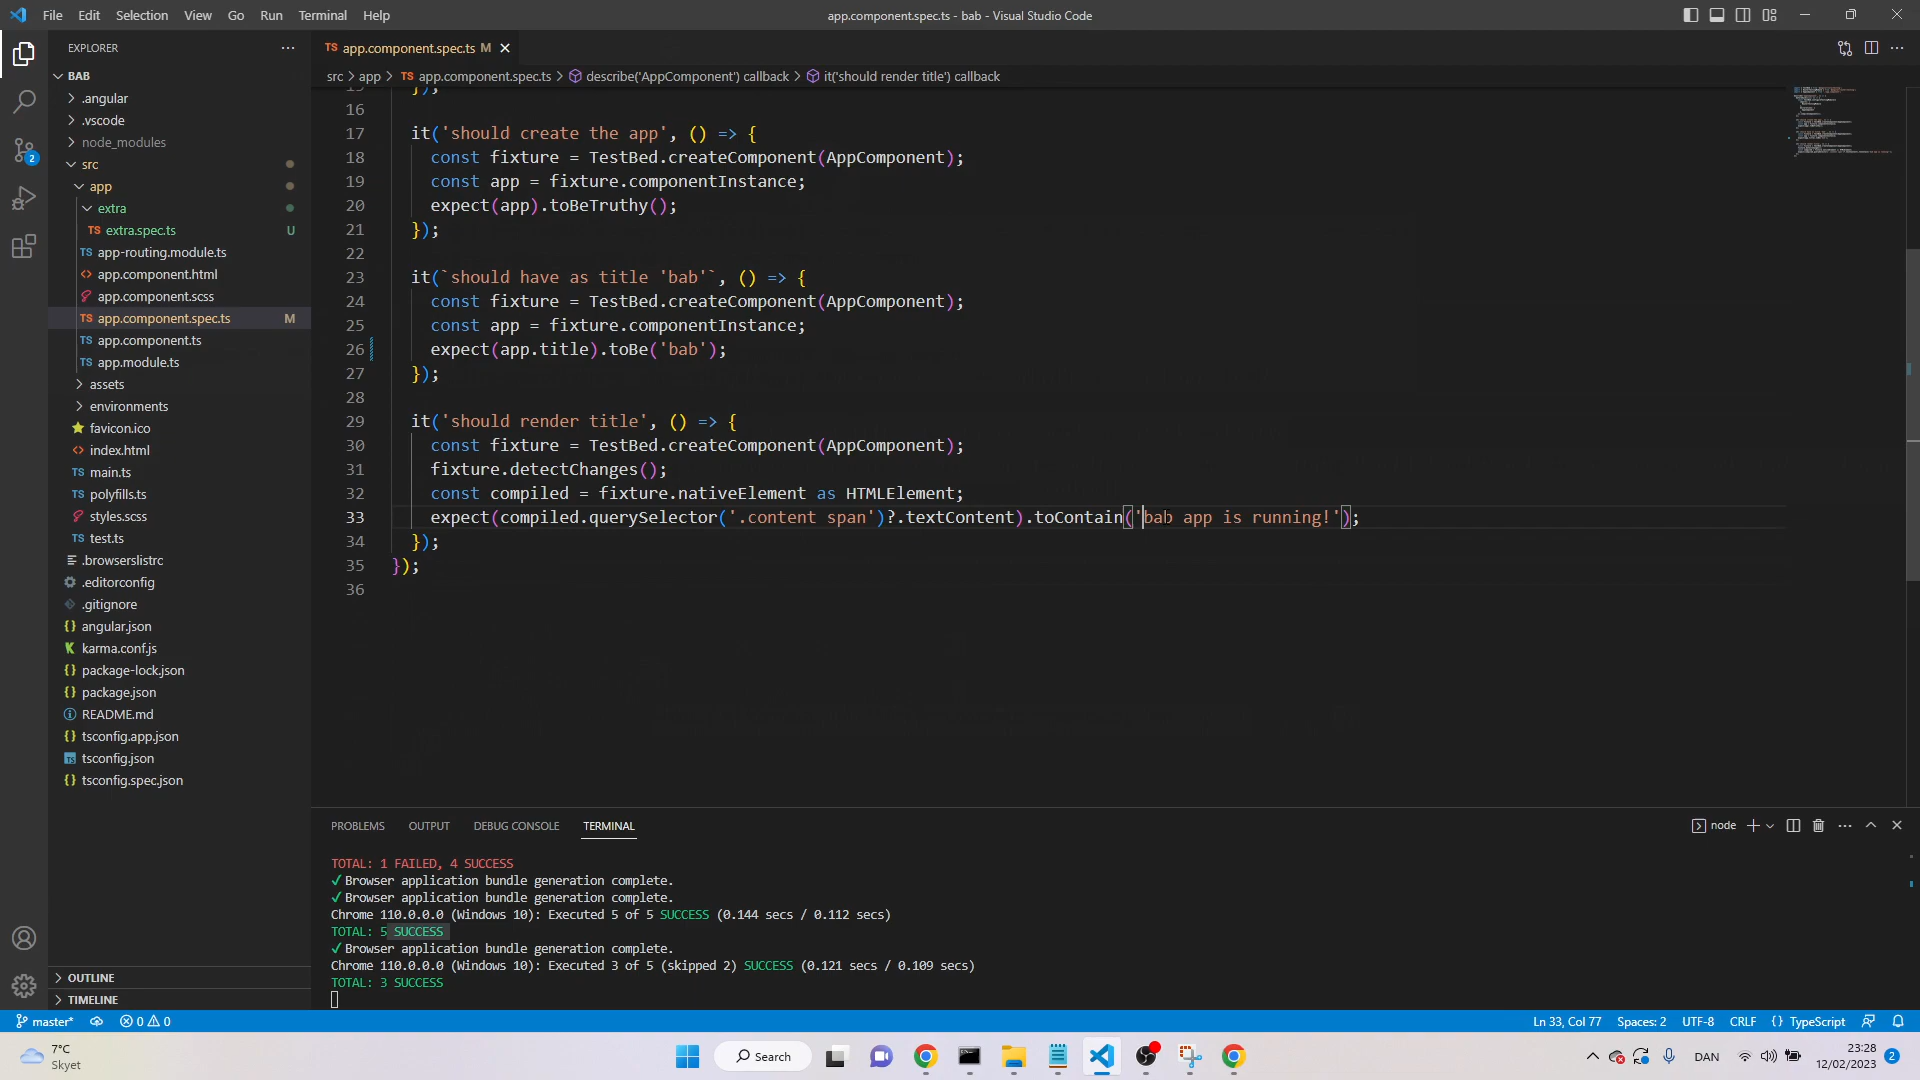 File Edit Selection View Go Run Terminal Help
app.component.spec.ts - bab - Visual Studio Code
EXPLORER
BAB
.angular
.vscode
node_modules
src
app
extra
TS extra.spec.ts U
TS app-routing.module.ts
<> app.component.html
app.component.scss
TS app.component.spec.ts M
TS app.component.ts
TS app.module.ts
assets
environments
favicon.ico
<> index.html
TS main.ts
TS polyfills.ts
styles.scss
TS test.ts
.browserslistrc
.editorconfig
.gitignore
{} angular.json
karma.conf.js
{} package-lock.json
{} package.json
README.md
{} tsconfig.app.json
tsconfig.json
{} tsconfig.spec.json
OUTLINE
TIMELINE
2
TS app.component.spec.ts M
src > app > TS app.component.spec.ts > describe('AppComponent') callback > it('should render title') callback
15 });
16
17 it('should create the app', () => {
18 const fixture = TestBed.createComponent(AppComponent);
19 const app = fixture.componentInstance;
20 expect(app).toBeTruthy();
21 });
22
23 it(`should have as title 'bab'`, () => {
24 const fixture = TestBed.createComponent(AppComponent);
25 const app = fixture.componentInstance;
26 expect(app.title).toBe('bab');
27 });
28
29 it('should render title', () => {
30 const fixture = TestBed.createComponent(AppComponent);
31 fixture.detectChanges();
32 const compiled = fixture.nativeElement as HTMLElement;
33 expect(compiled.querySelector('.content span')?.textContent).toContain('bab app is running!');
34 });
35 });
36
PROBLEMS OUTPUT DEBUG CONSOLE TERMINAL
node
TOTAL: 1 FAILED, 4 SUCCESS
✓ Browser application bundle generation complete.
✓ Browser application bundle generation complete.
Chrome 110.0.0.0 (Windows 10): Executed 5 of 5 SUCCESS (0.144 secs / 0.112 secs)
TOTAL: 5 SUCCESS
✓ Browser application bundle generation complete.
Chrome 110.0.0.0 (Windows 10): Executed 3 of 5 (skipped 2) SUCCESS (0.121 secs / 0.109 secs)
TOTAL: 3 SUCCESS
master* 0 0
Ln 33, Col 77 Spaces: 2 UTF-8 CRLF {} TypeScript
7°C
Skyet
Search
DAN
23:28
12/02/2023
2